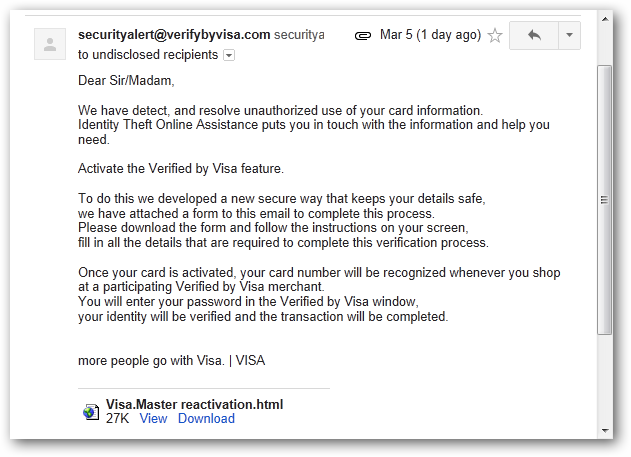 securityalert@verifybyvisa.com securitya Mar 5 (1 day ago)
to undisclosed recipients
Dear Sir/Madam,
We have detect, and resolve unauthorized use of your card information.
Identity Theft Online Assistance puts you in touch with the information and help you
need.
Activate the Verified by Visa feature.
To do this we developed a new secure way that keeps your details safe,
we have attached a form to this email to complete this process.
Please download the form and follow the instructions on your screen,
fill in all the details that are required to complete this verification process.
Once your card is activated, your card number will be recognized whenever you shop
at a participating Verified by Visa merchant.
You will enter your password in the Verified by Visa window,
your identity will be verified and the transaction will be completed.
more people go with Visa. | VISA
Visa.Master reactivation.html
27K View Download